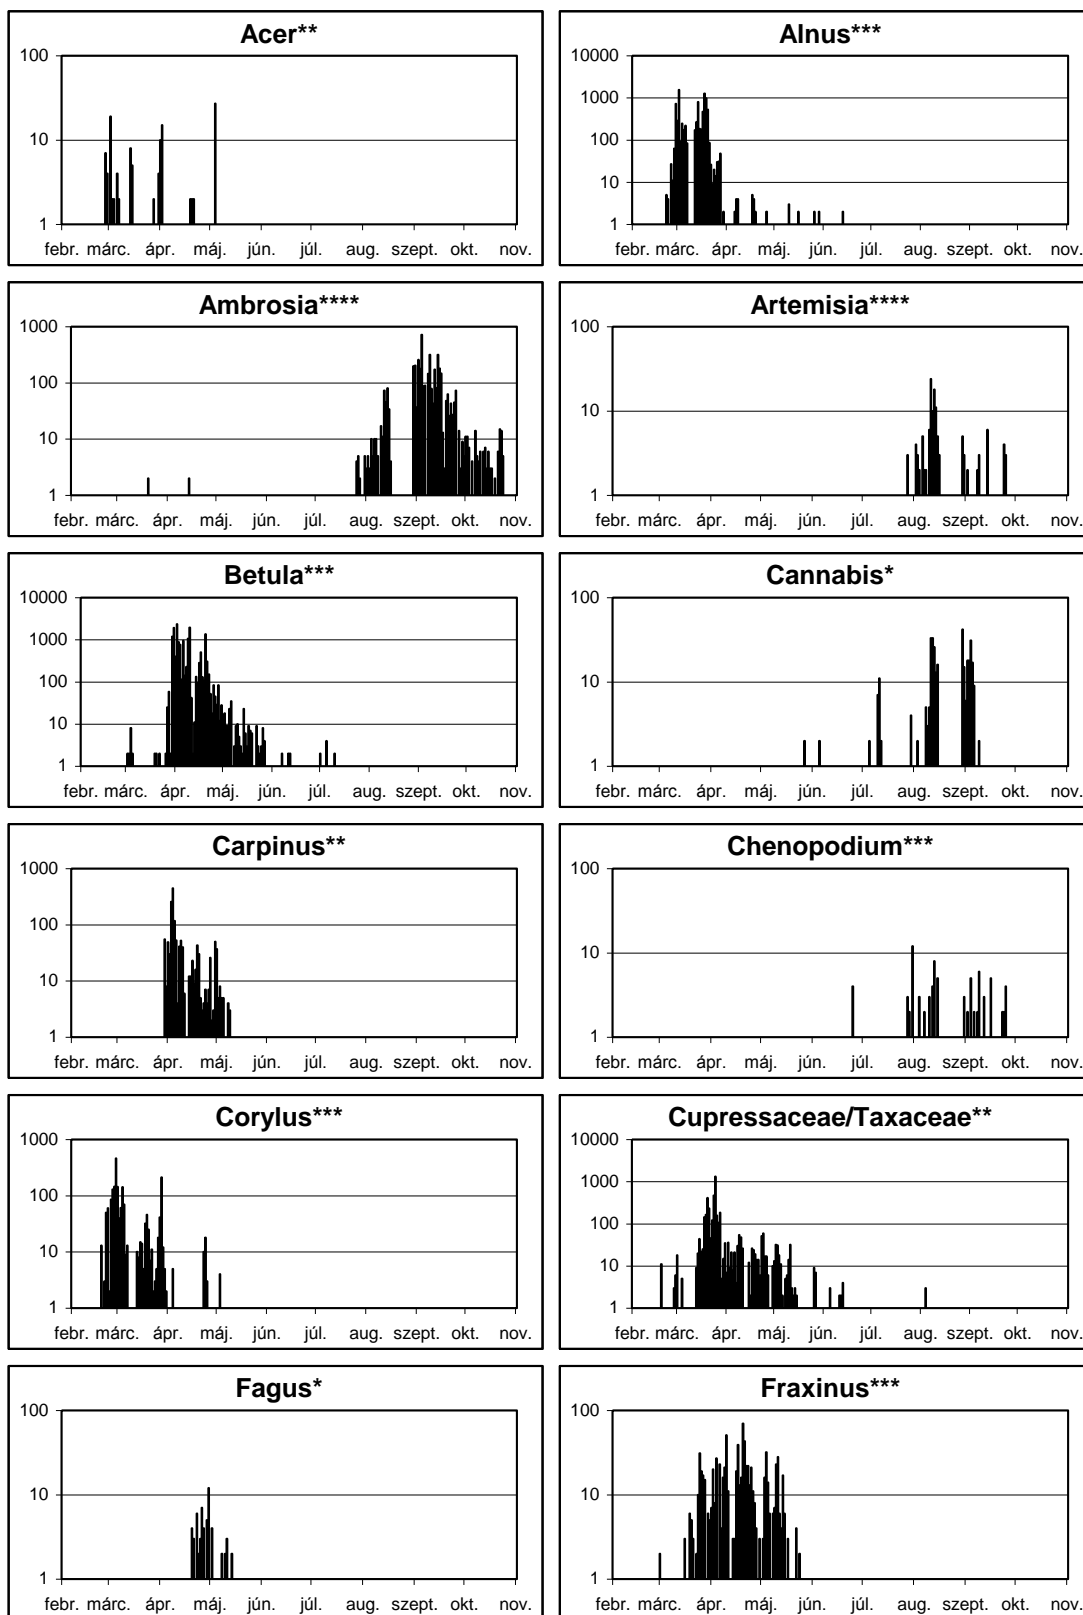 Acer**
100
10
1
febr. márc. ápr. máj. jún. júl. aug. szept. okt. nov.
Alnus***
10000
1000
100
10
1
febr. márc. ápr. máj. jún. júl. aug. szept. okt. nov.
Ambrosia****
1000
100
10
1
febr. márc. ápr. máj. jún. júl. aug. szept. okt. nov.
Artemisia****
100
10
1
febr. márc. ápr. máj. jún. júl. aug. szept. okt. nov.
Betula***
10000
1000
100
10
1
febr. márc. ápr. máj. jún. júl. aug. szept. okt. nov.
Cannabis*
100
10
1
febr. márc. ápr. máj. jún. júl. aug. szept. okt. nov.
Carpinus**
1000
100
10
1
febr. márc. ápr. máj. jún. júl. aug. szept. okt. nov.
Chenopodium***
100
10
1
febr. márc. ápr. máj. jún. júl. aug. szept. okt. nov.
Corylus***
1000
100
10
1
febr. márc. ápr. máj. jún. júl. aug. szept. okt. nov.
Cupressaceae/Taxaceae**
10000
1000
100
10
1
febr. márc. ápr. máj. jún. júl. aug. szept. okt. nov.
Fagus*
100
10
1
febr. márc. ápr. máj. jún. júl. aug. szept. okt. nov.
Fraxinus***
100
10
1
febr. márc. ápr. máj. jún. júl. aug. szept. okt. nov.